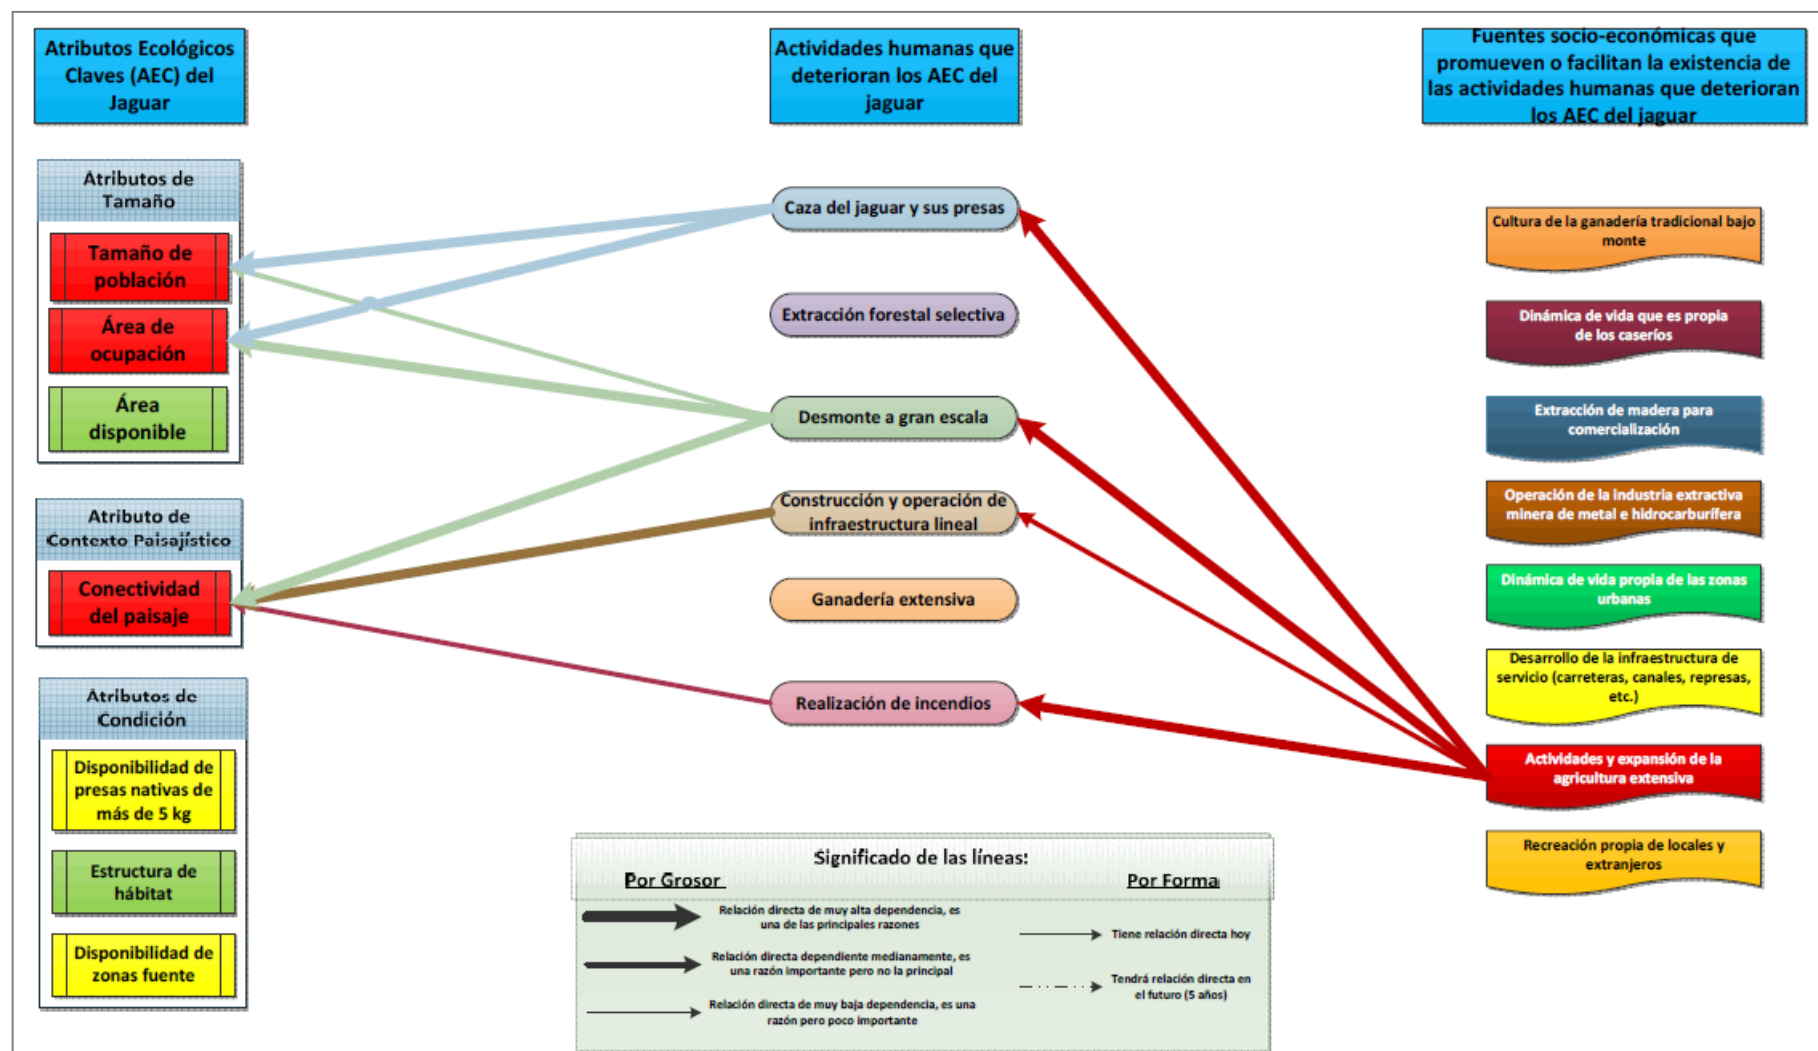 Atributos Ecológicos
Claves (AEC) del
Jaguar
Actividades humanas que
deterioran los AEC del
jaguar
Fuentes socio-económicas que
promueven o facilitan la existencia de
las actividades humanas que deterioran
los AEC del jaguar
Atributos de
Tamaño
Tamaño de
población
Área de
ocupación
Área
disponible
Atributo de
Contexto Paisajístico
Conectividad
del paisaje
Atributos de
Condición
Disponibilidad de
presas nativas de
más de 5 kg
Estructura de
hábitat
Disponibilidad de
zonas fuente
Caza del jaguar y sus presas
Extracción forestal selectiva
Desmonte a gran escala
Construcción y operación de
infraestructura lineal
Ganadería extensiva
Realización de incendios
Cultura de la ganadería tradicional bajo
monte
Dinámica de vida que es propia
de los caseríos
Extracción de madera para
comercialización
Operación de la industria extractiva
minera de metal e hidrocarburífera
Dinámica de vida propia de las zonas
urbanas
Desarrollo de la infraestructura de
servicio (carreteras, canales, represas,
etc.)
Actividades y expansión de la
agricultura extensiva
Recreación propia de locales y
extranjeros
Significado de las líneas:
Por Grosor
Relación directa de muy alta dependencia, es
una de las principales razones
Relación directa dependiente medianamente, es
una razón importante pero no la principal
Relación directa de muy baja dependencia, es una
razón pero poco importante
Por Forma
Tiene relación directa hoy
Tendrá relación directa en
el futuro (5 años)